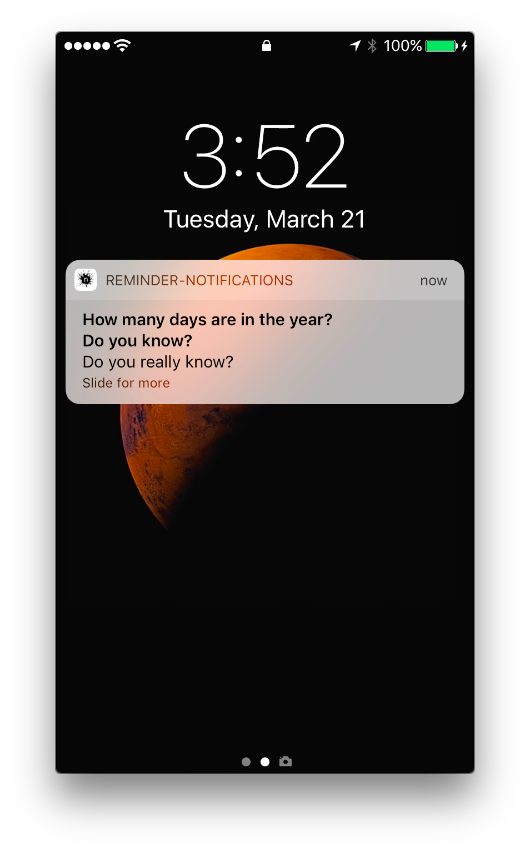 100%
3:52
Tuesday, March 21
REMINDER-NOTIFICATIONS now
How many days are in the year?
Do you know?
Do you really know?
Slide for more